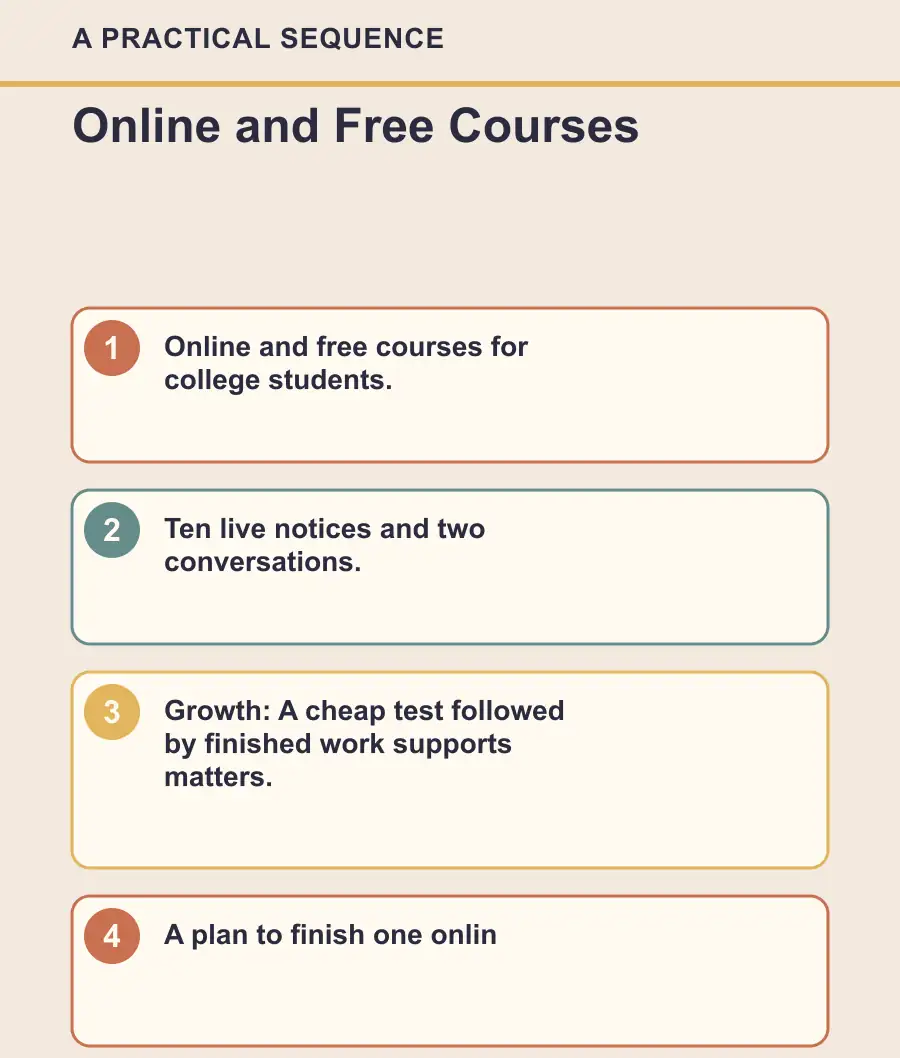 A PRACTICAL SEQUENCE
Online and Free Courses
1
Online and free courses for
college students.
2
Ten live notices and two
conversations.
3
Growth: A cheap test followed
by finished work supports
matters.
4
A plan to finish one onlin